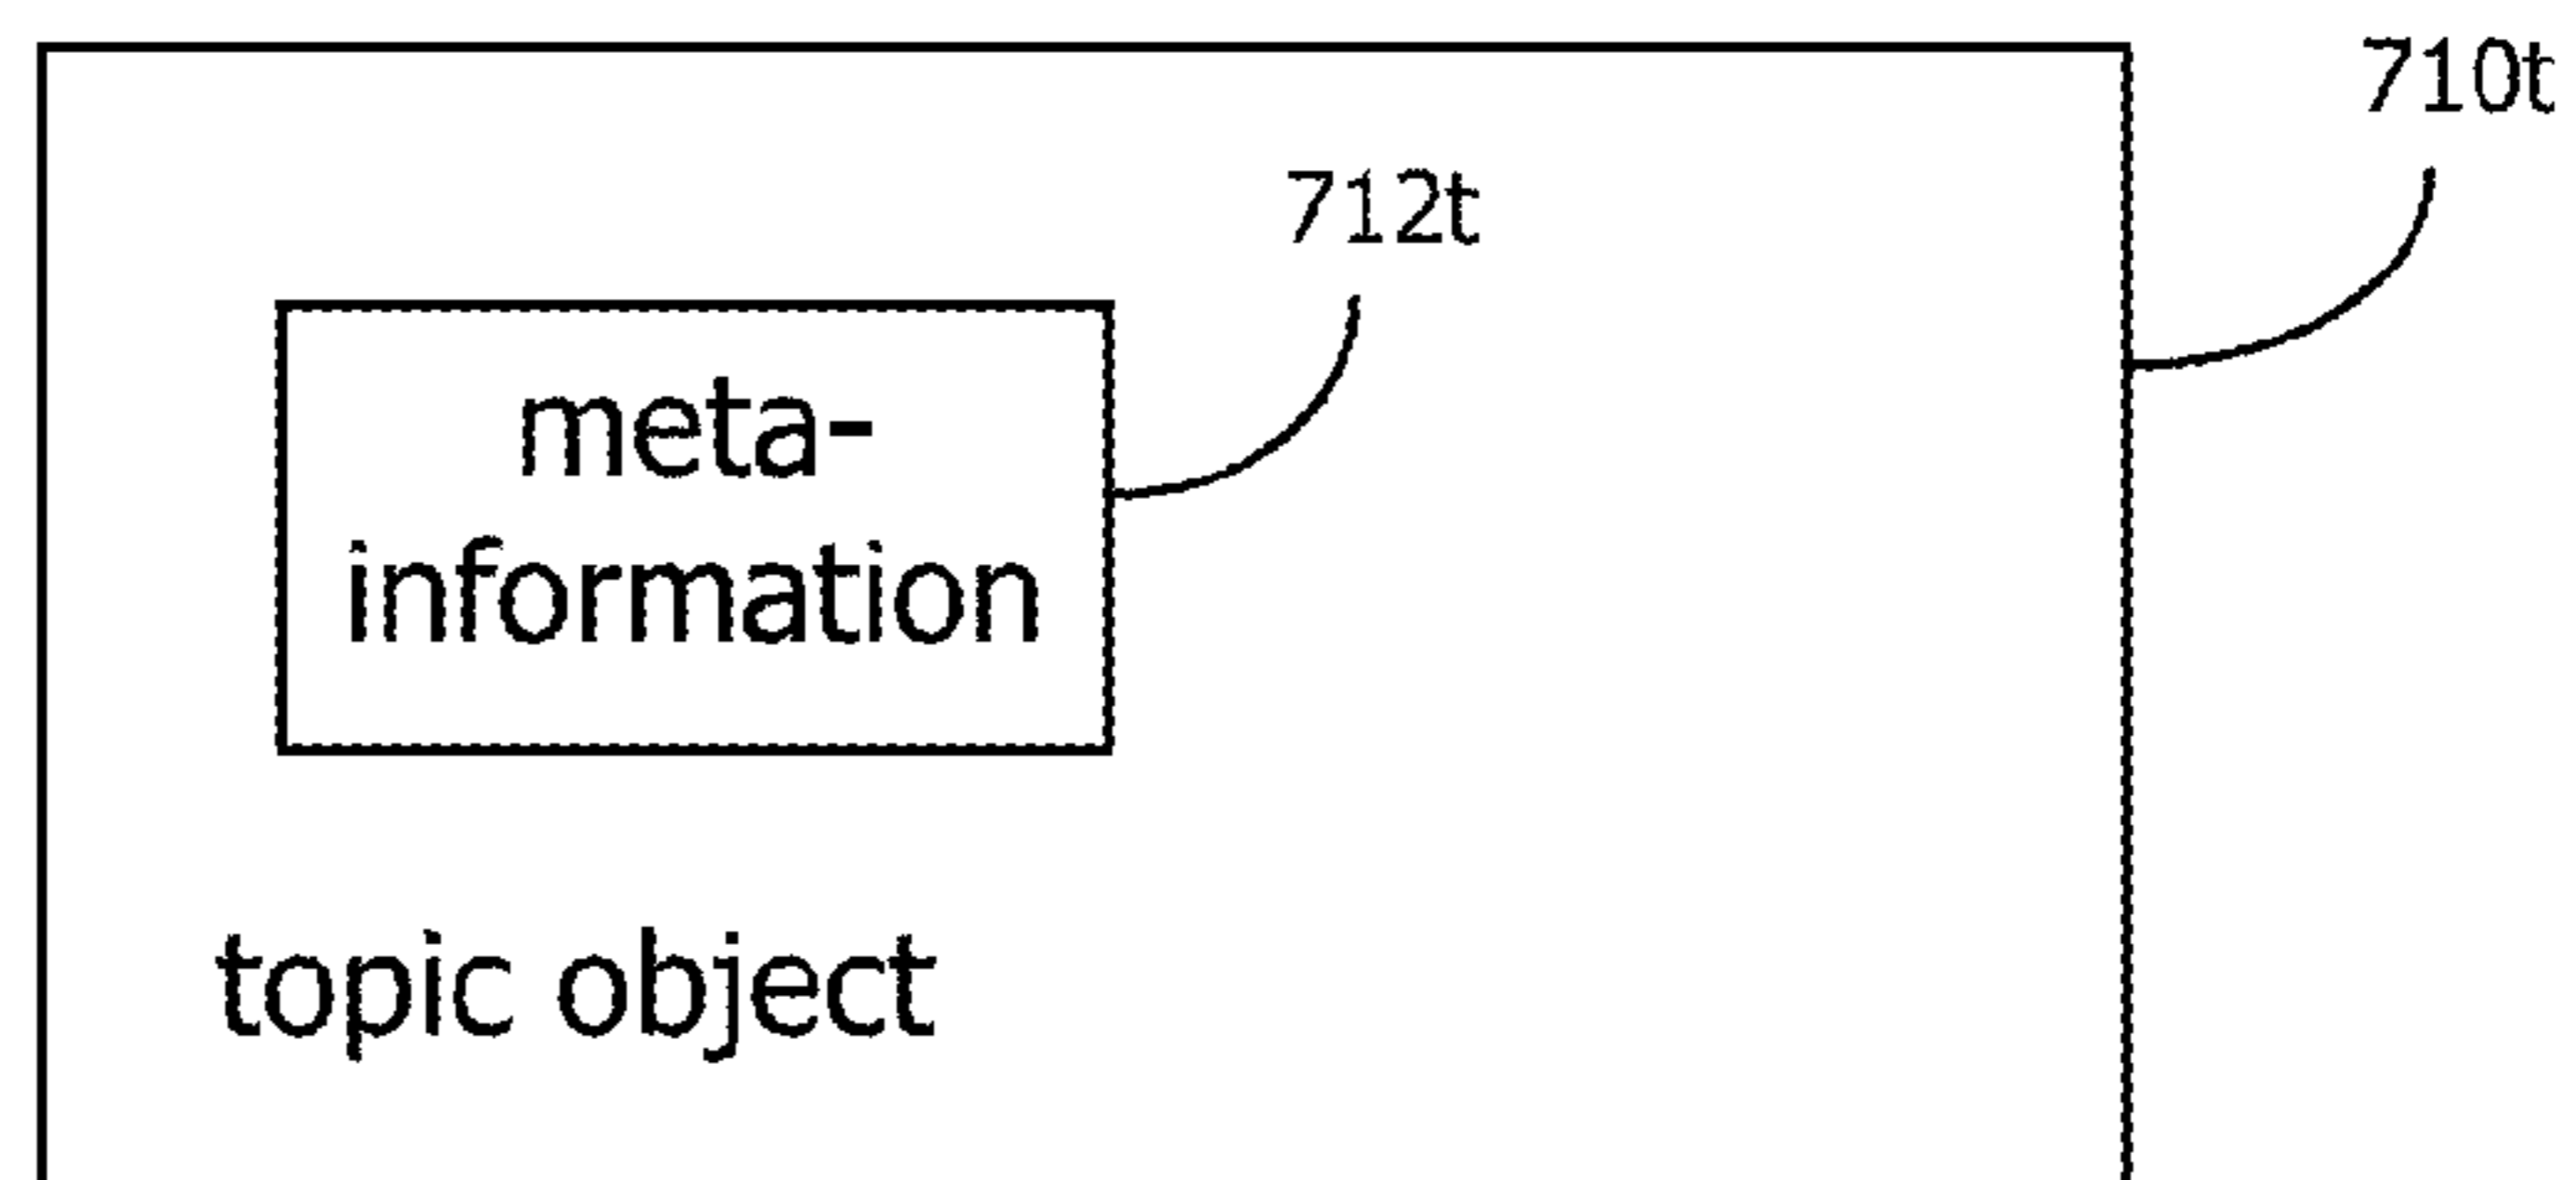 710t
712t
meta-
information
topic object